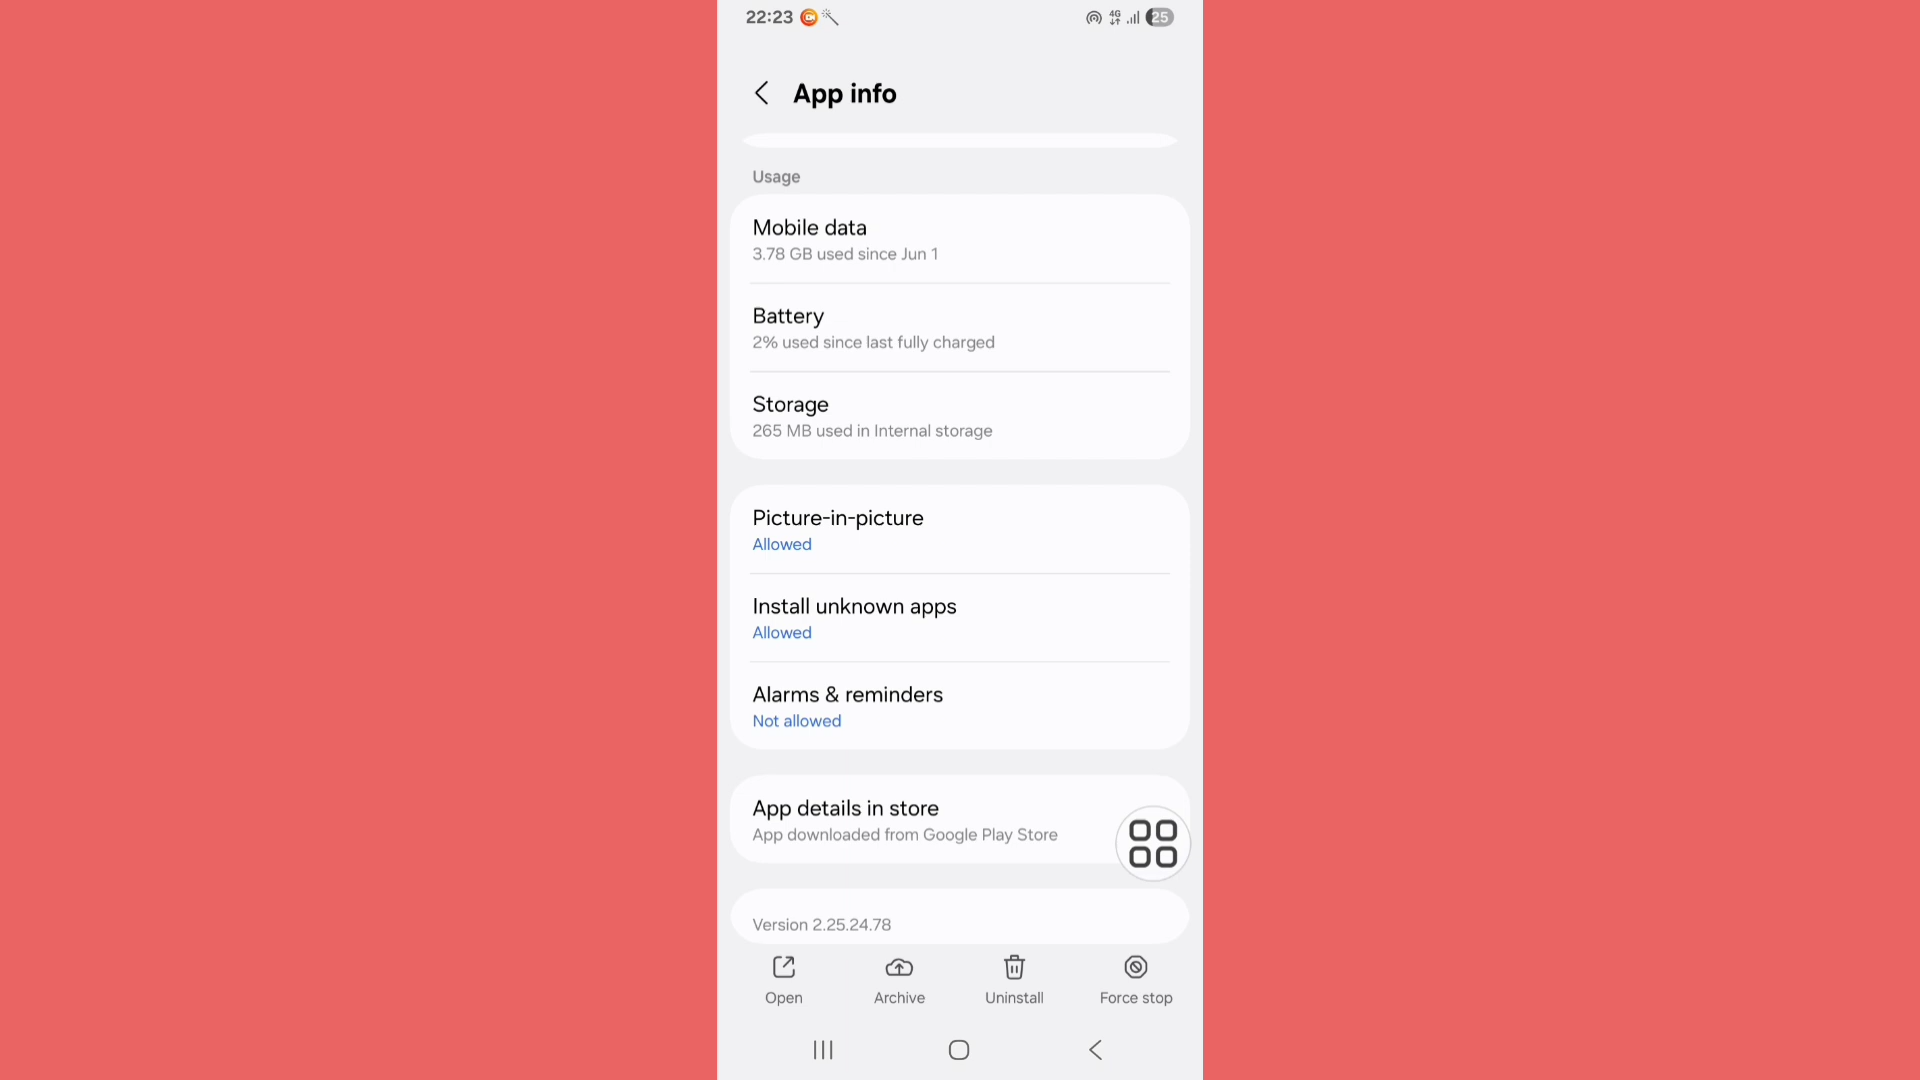 22:23
4G
25
App info
Usage
Mobile data
3.78 GB used since Jun 1
Battery
2% used since last fully charged
Storage
265 MB used in Internal storage
Picture-in-picture
Allowed
Install unknown apps
Allowed
Alarms & reminders
Not allowed
App details in store
App downloaded from Google Play Store
Version 2.25.24.78
Open
Archive
Uninstall
Force stop